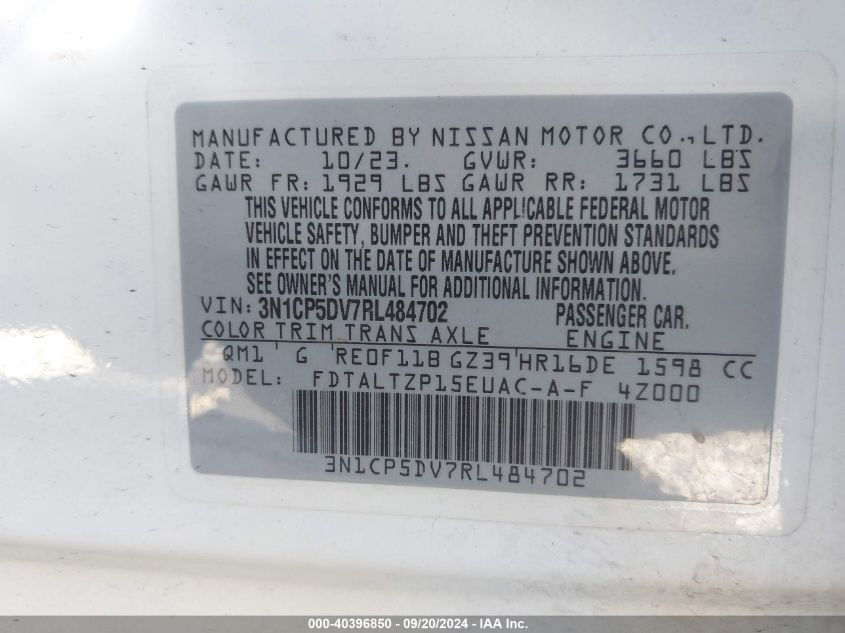 MANUFACTURED BY NISSAN MOTOR CO., LTD.
DATE: 10/23. GVWR: 3660 LBS
GAWR FR: 1929 LBS GAWR RR: 1731 LBS
THIS VEHICLE CONFORMS TO ALL APPLICABLE FEDERAL MOTOR
VEHICLE SAFETY, BUMPER AND THEFT PREVENTION STANDARDS
IN EFFECT ON THE DATE OF MANUFACTURE SHOWN ABOVE.
SEE OWNER'S MANUAL FOR ADDITIONAL INFORMATION.
VIN: 3N1CP5DV7RL484702 PASSENGER CAR.
COLOR TRIM TRANS AXLE ENGINE
QM1 G RE0F11B GZ39 HR16DE 1598 CC
MODEL: FDTALTZP15EUAC-A-F 4Z000
3N1CP5DV7RL484702
000-40396850 - 09/20/2024 - IAA Inc.